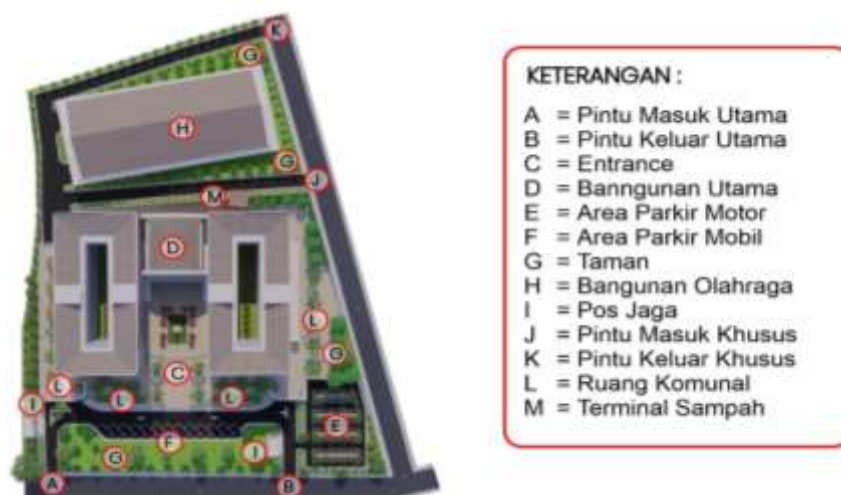 K
G
H
G
J
M
D
L
G
C
L
L
L
I
E
F
I
G
A
B
KETERANGAN :
A = Pintu Masuk Utama
B = Pintu Keluar Utama
C = Entrance
D = Banngunan Utama
E = Area Parkir Motor
F = Area Parkir Mobil
G = Taman
H = Bangunan Olahraga
I = Pos Jaga
J = Pintu Masuk Khusus
K = Pintu Keluar Khusus
L = Ruang Komunal
M = Terminal Sampah